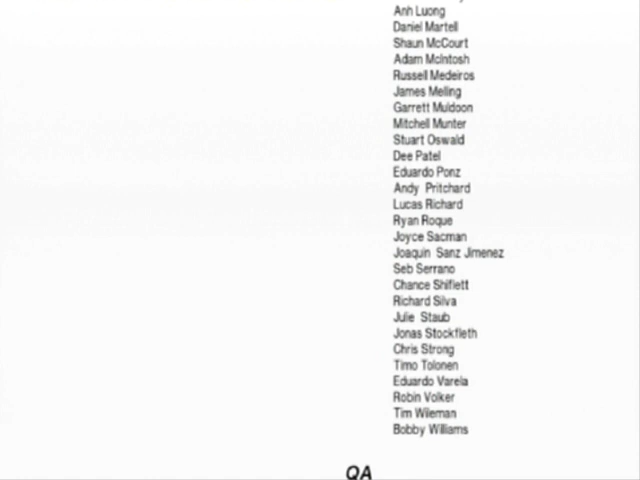 Anh Luong
Daniel Martell
Shaun McCourt
Adam McIntosh
Russell Medeiros
James Meling
Garrett Muldoon
Mitchell Munter
Stuart Oswald
Dee Patel
Eduardo Ponz
Andy Pritchard
Lucas Richard
Ryan Roque
Joyce Sacman
Joaquin Sanz Jimenez
Seb Serrano
Chance Shiflett
Richard Silva
Julie Staub
Jonas Stockfleth
Chris Strong
Timo Tolonen
Eduardo Varela
Robin Volker
Tim Wileman
Bobby Williams
QA